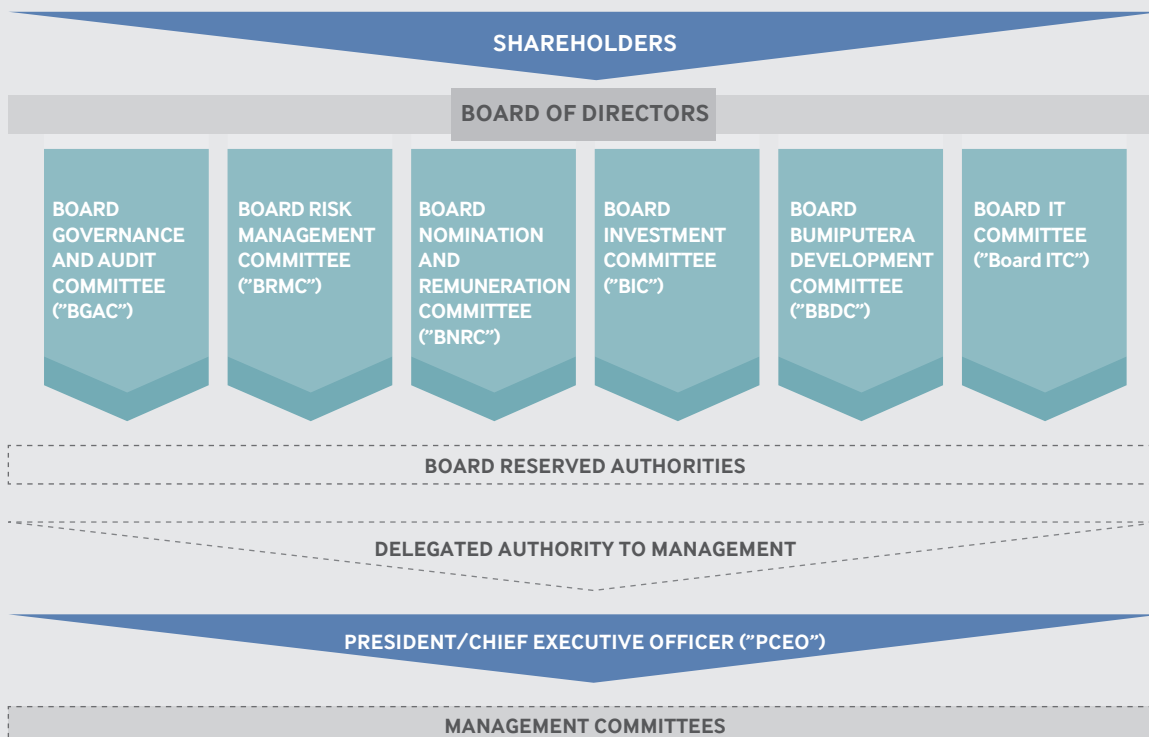 SHAREHOLDERS
BOARD OF DIRECTORS
BOARD
GOVERNANCE
AND AUDIT
COMMITTEE
(”BGAC”)
BOARD RISK
MANAGEMENT
COMMITTEE
(”BRMC”)
BOARD
NOMINATION
AND
REMUNERATION
COMMITTEE
(”BNRC”)
BOARD
INVESTMENT
COMMITTEE
(”BIC”)
BOARD
BUMIPUTERA
DEVELOPMENT
COMMITTEE
(”BBDC”)
BOARD IT
COMMITTEE
(”Board ITC”)
BOARD RESERVED AUTHORITIES
DELEGATED AUTHORITY TO MANAGEMENT
PRESIDENT/CHIEF EXECUTIVE OFFICER (”PCEO”)
MANAGEMENT COMMITTEES